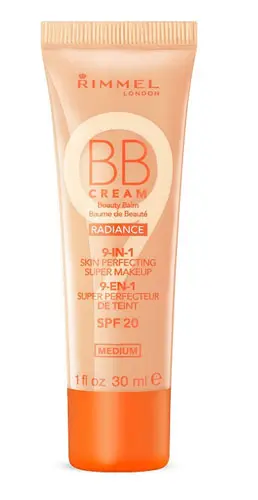 RIMMEL
LONDON
9
BB
CREAM
Beauty Balm
Baume de Beauté
RADIANCE
9-IN-1
SKIN PERFECTING
SUPER MAKEUP
9-EN-1
SUPER PERFECTEUR
DE TEINT
SPF 20
MEDIUM
1 fl oz 30 ml ℮